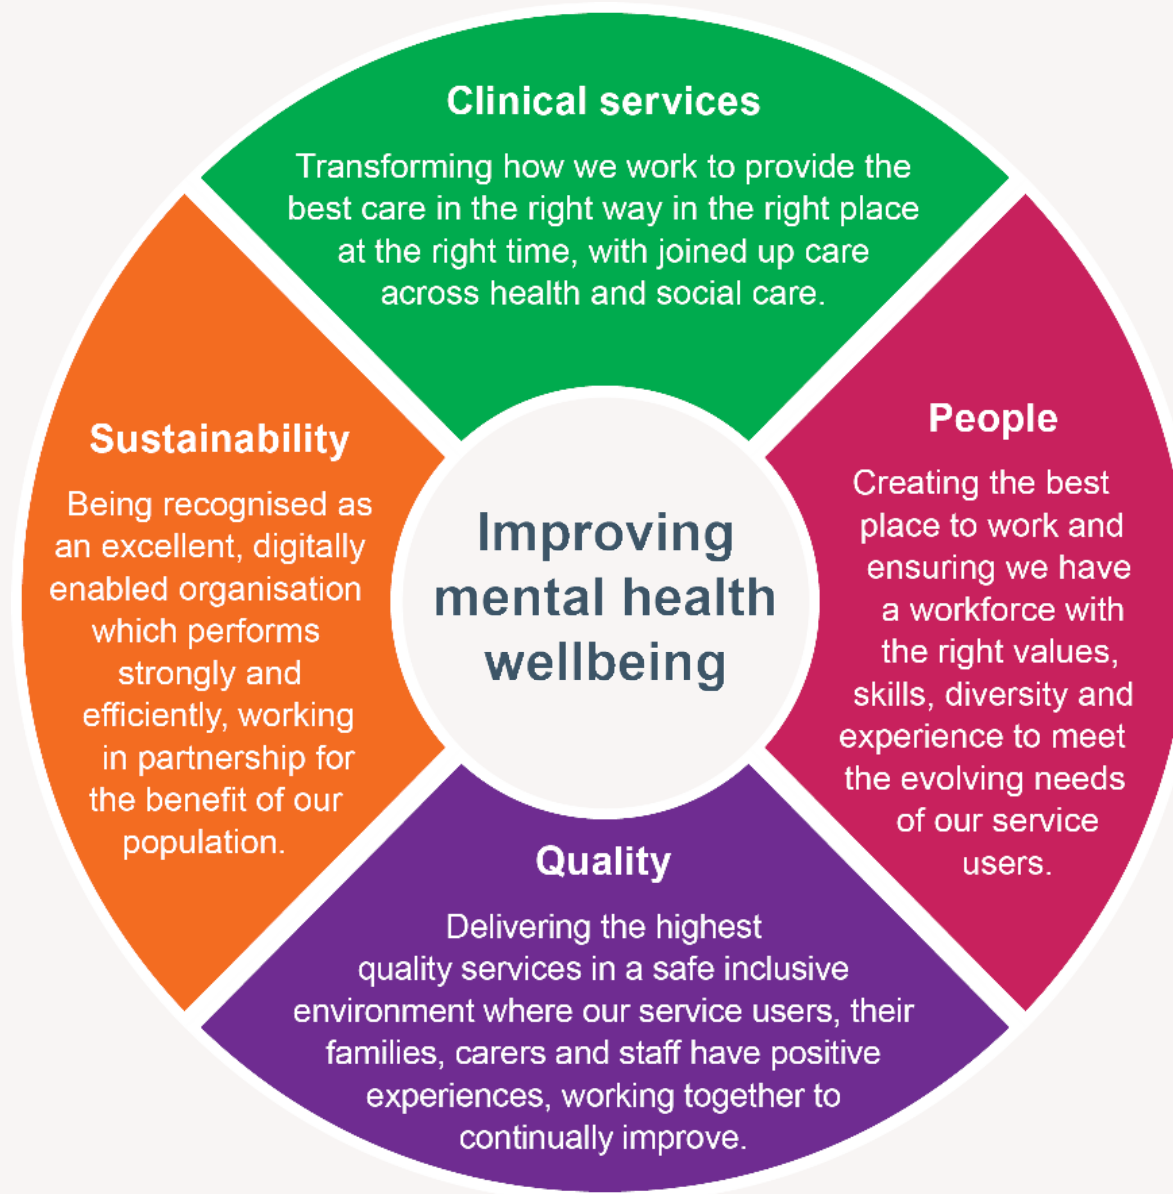 Clinical services
Transforming how we work to provide the
best care in the right way in the right place
at the right time, with joined up care
across health and social care.
People
Creating the best
place to work and
ensuring we have
a workforce with
the right values,
skills, diversity and
experience to meet
the evolving needs
of our service
users.
Quality
Delivering the highest
quality services in a safe inclusive
environment where our service users, their
families, carers and staff have positive
experiences, working together to
continually improve.
Sustainability
Being recognised as
an excellent, digitally
enabled organisation
which performs
strongly and
efficiently, working
in partnership for
the benefit of our
population.
Improving
mental health
wellbeing